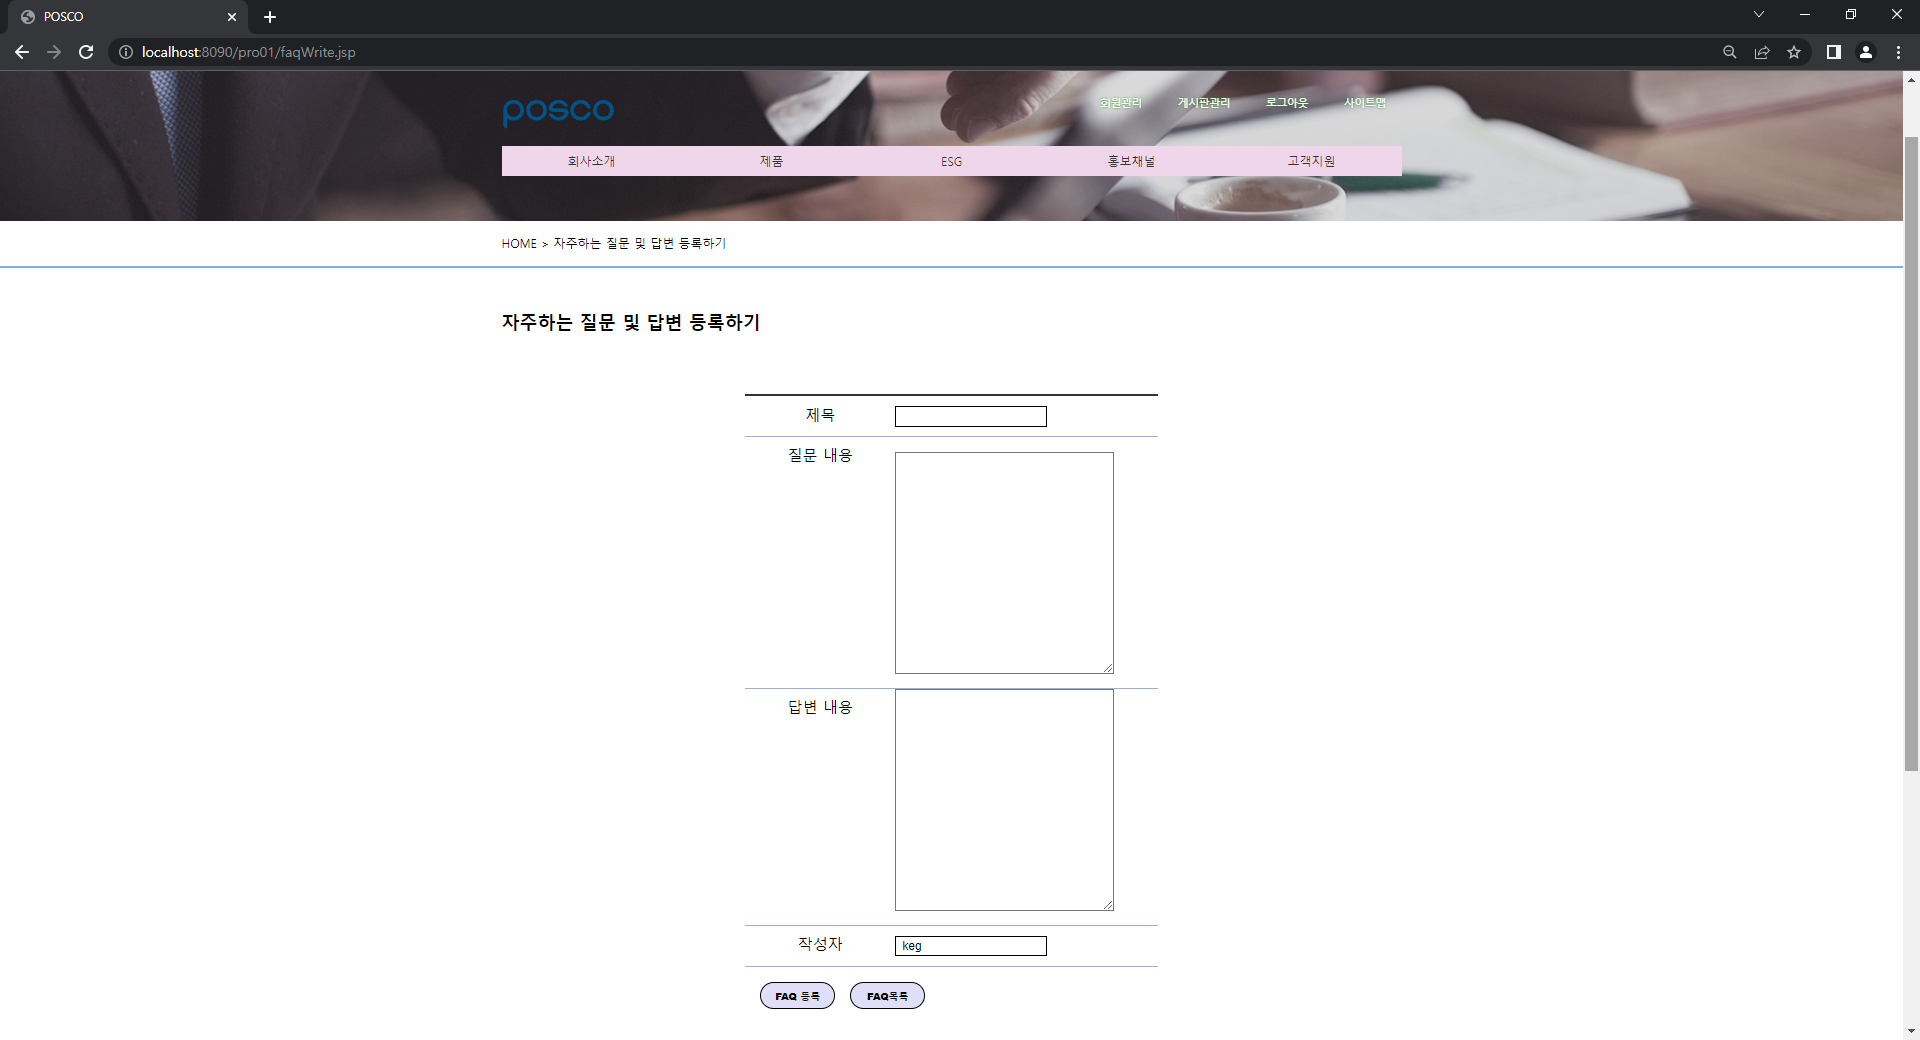 POSCO
localhost:8090/pro01/faqWrite.jsp
posco
회원관리 게시판관리 로그아웃 사이트맵
회사소개 제품 ESG 홍보채널 고객지원
HOME > 자주하는 질문 및 답변 등록하기
자주하는 질문 및 답변 등록하기
제목
질문 내용
답변 내용
작성자 keg
FAQ 등록 FAQ목록